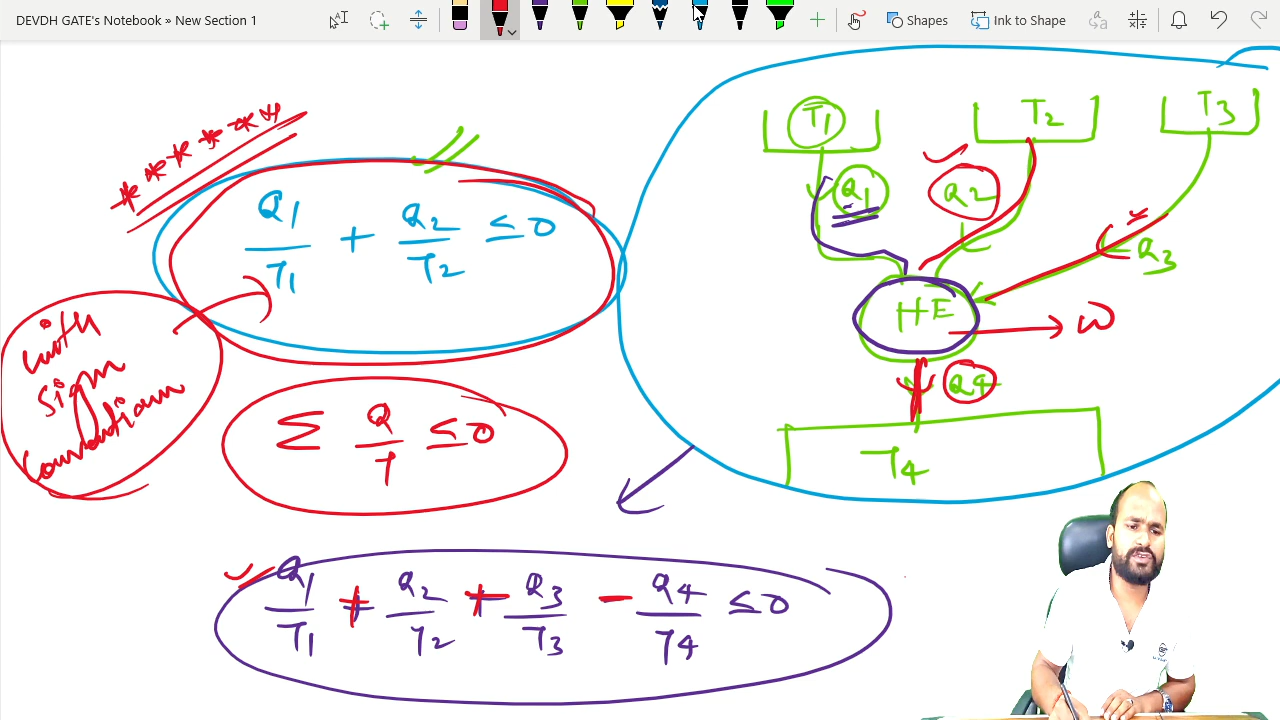 DEVDH GATE's Notebook » New Section 1
Shapes
Ink to Shape
* * * * * *
Q1/T1 + Q2/T2 ≤ 0
with
sign
convention
Σ Q/T ≤ 0
T1 T2 T3
Q1 Q2 Q3
HE → W
Q4
T4
Q1/T1 + Q2/T2 + Q3/T3 - Q4/T4 ≤ 0